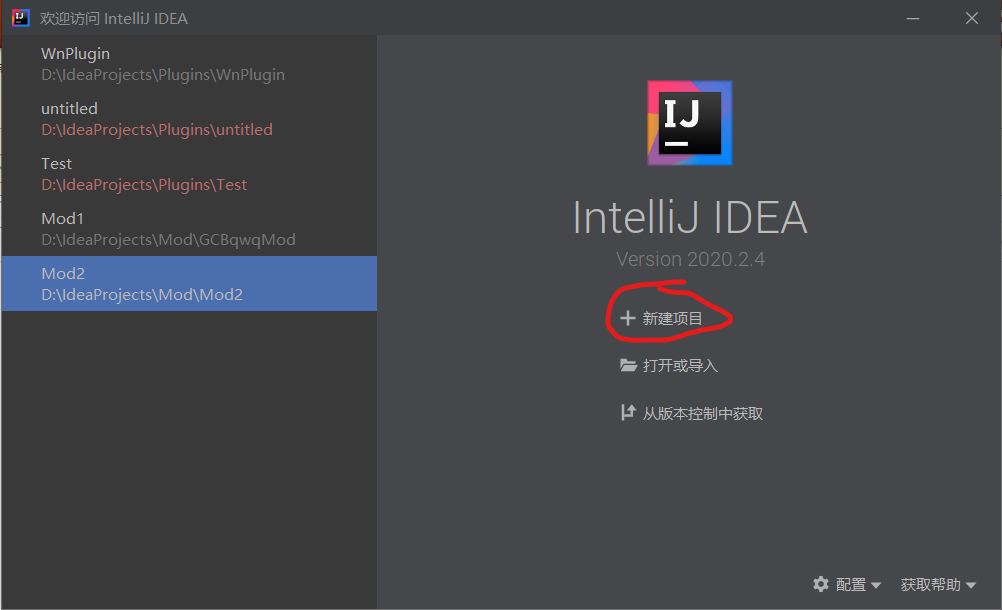 欢迎访问 IntelliJ IDEA
WnPlugin
D:\IdeaProjects\Plugins\WnPlugin
untitled
D:\IdeaProjects\Plugins\untitled
Test
D:\IdeaProjects\Plugins\Test
Mod1
D:\IdeaProjects\Mod\GCBqwqMod
Mod2
D:\IdeaProjects\Mod\Mod2
IJ
IntelliJ IDEA
Version 2020.2.4
新建项目
打开或导入
从版本控制中获取
配置
获取帮助